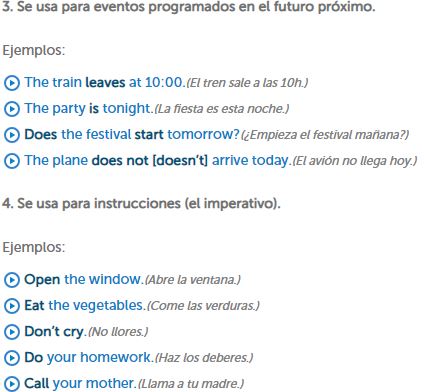 3. Se usa para eventos programados en el futuro próximo.
Ejemplos:
The train leaves at 10:00.(El tren sale a las 10h.)
The party is tonight.(La fiesta es esta noche.)
Does the festival start tomorrow?(¿Empieza el festival mañana?)
The plane does not [doesn't] arrive today.(El avión no llega hoy.)
4. Se usa para instrucciones (el imperativo).
Ejemplos:
Open the window.(Abre la ventana.)
Eat the vegetables.(Come las verduras.)
Don't cry.(No llores.)
Do your homework.(Haz los deberes.)
Call your mother.(Llama a tu madre.)